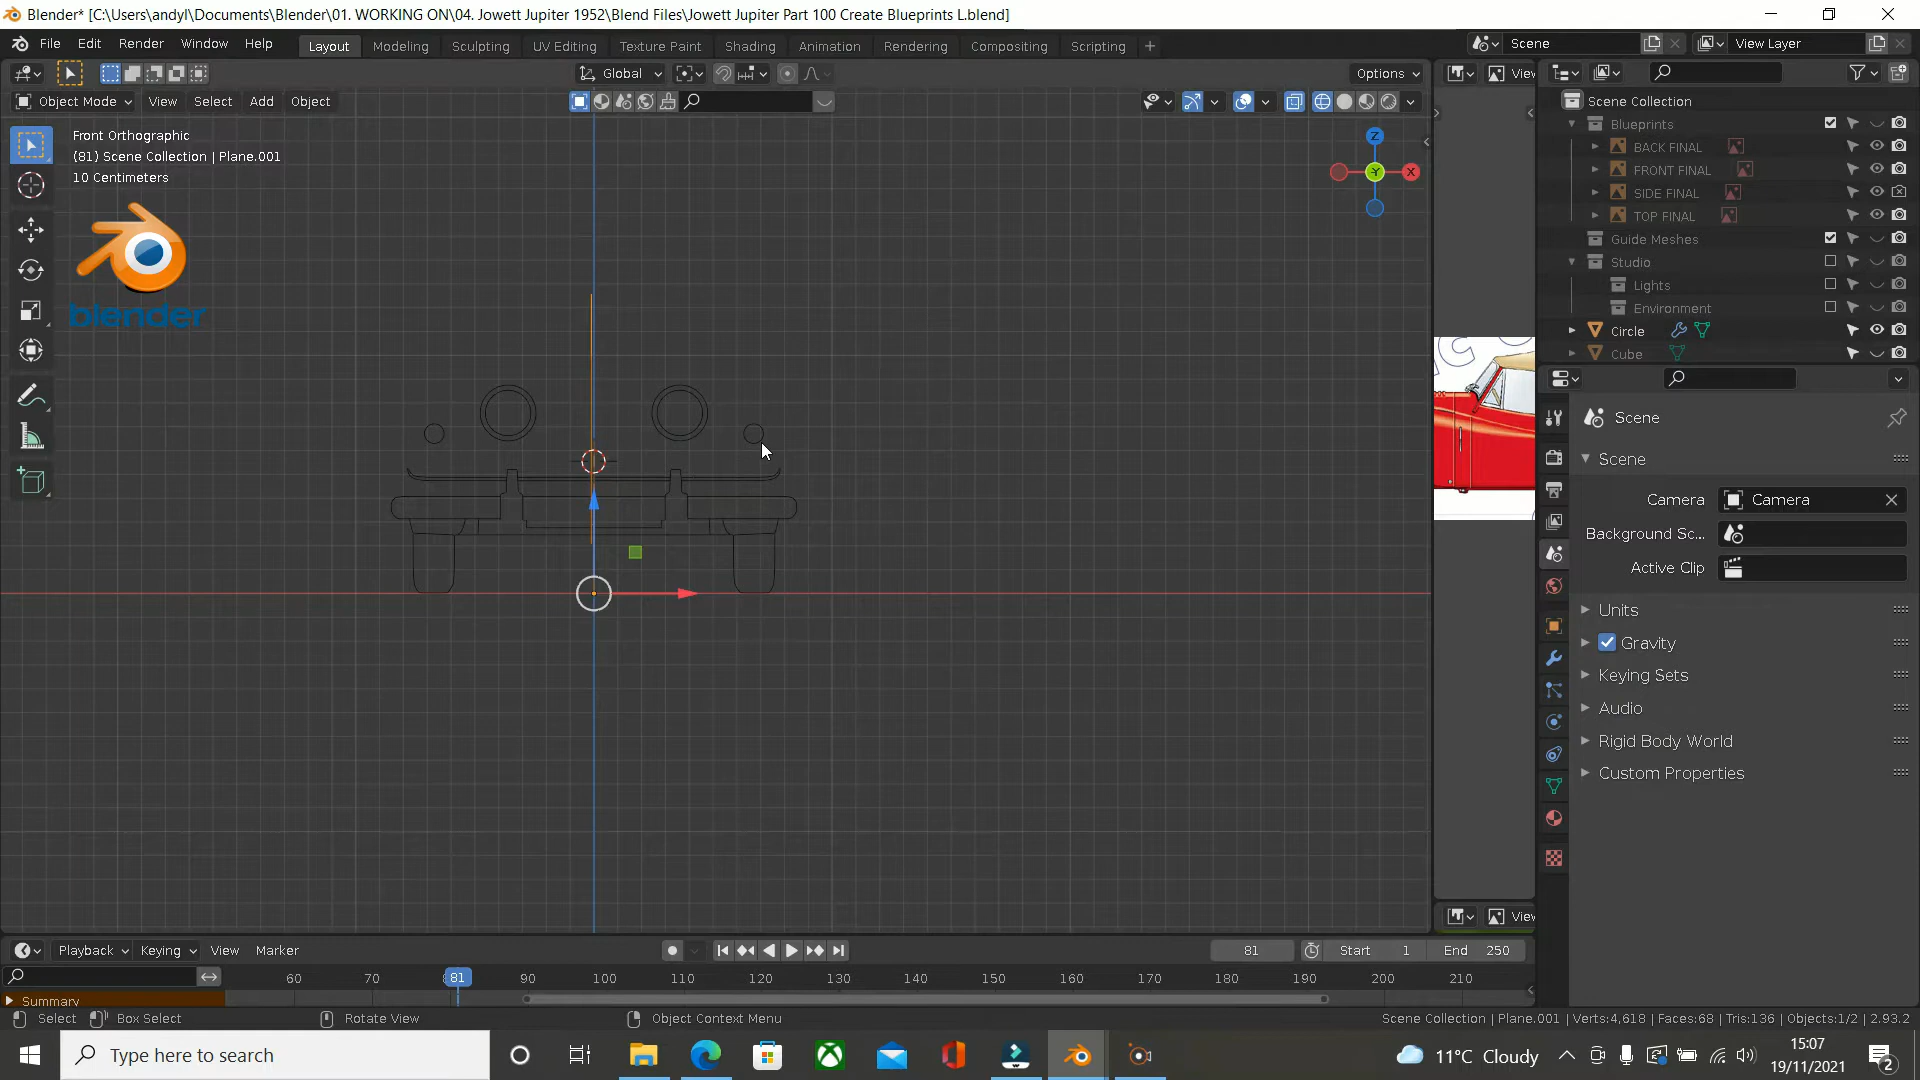 Blender* [C:\Users\andyl\Documents\Blender\01. WORKING ON\04. Jowett Jupiter 1952\Blend Files\Jowett Jupiter Part 100 Create Blueprints L.blend]
File Edit Render Window Help Layout Modeling Sculpting UV Editing Texture Paint Shading Animation Rendering Compositing Scripting Scene View Layer
Global Options View
Object Mode View Select Add Object
Front Orthographic
(81) Scene Collection | Plane.001
10 Centimeters
blender
Z
Y
X
Scene Collection
Blueprints
BACK FINAL
FRONT FINAL
SIDE FINAL
TOP FINAL
Guide Meshes
Studio
Lights
Environment
Circle
Cube
Scene
Scene
Camera Camera
Background Sc...
Active Clip
Units
Gravity
Keying Sets
Audio
Rigid Body World
Custom Properties
View
Playback Keying View Marker 81 Start 1 End 250
60 70 81 90 100 110 120 130 140 150 160 170 180 190 200 210
Summary
Select Box Select Rotate View Object Context Menu Scene Collection | Plane.001 | Verts:4,618 | Faces:68 | Tris:136 | Objects:1/2 | 2.93.2
Type here to search 11°C Cloudy 15:07
19/11/2021 2